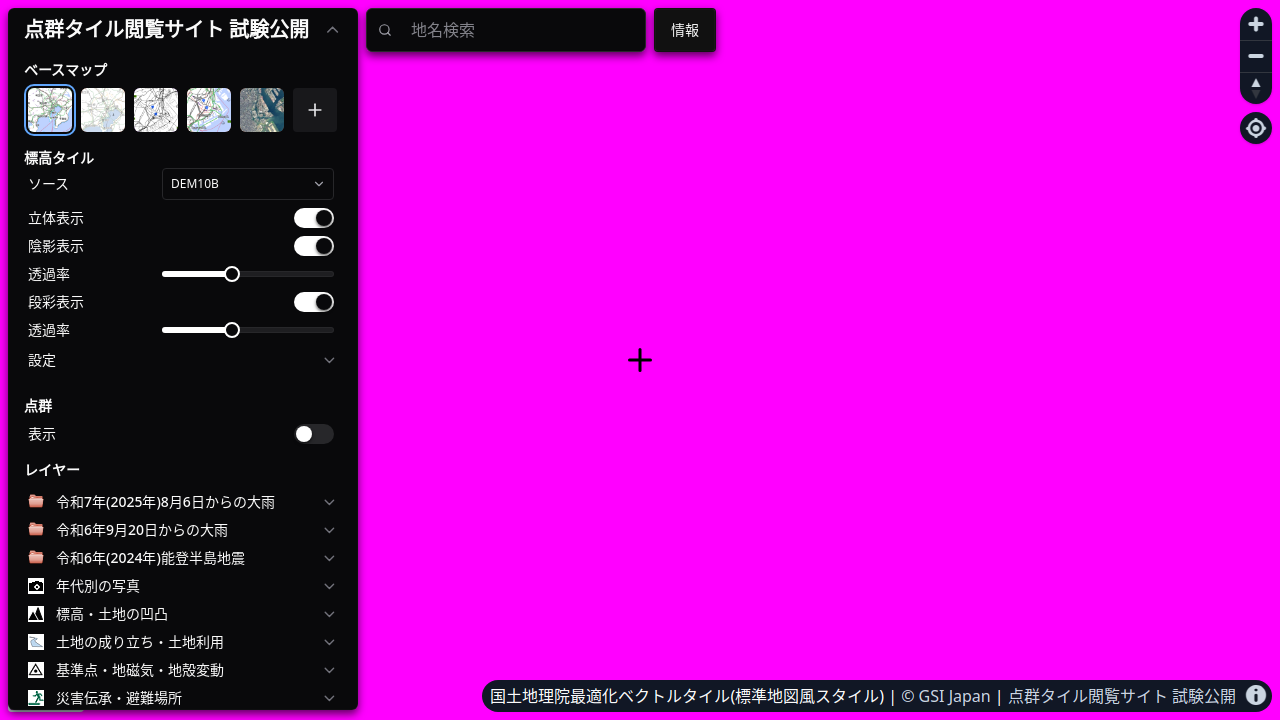 点群タイル閲覧サイト 試験公開
ベースマップ
標高タイル
ソース
DEM10B
立体表示
陰影表示
透過率
段彩表示
透過率
設定
点群
表示
レイヤー
令和7年(2025年)8月6日からの大雨
令和6年9月20日からの大雨
令和6年(2024年)能登半島地震
年代別の写真
標高・土地の凹凸
土地の成り立ち・土地利用
基準点・地磁気・地殻変動
災害伝承・避難場所
地名検索
情報
国土地理院最適化ベクトルタイル(標準地図風スタイル) | © GSI Japan | 点群タイル閲覧サイト 試験公開